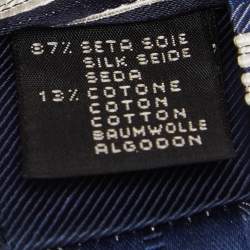 87% SETA SOIE
SILK SEIDE
SEDA
13% COTONE
COTON
COTTON
BAUMWOLLE
ALGODON